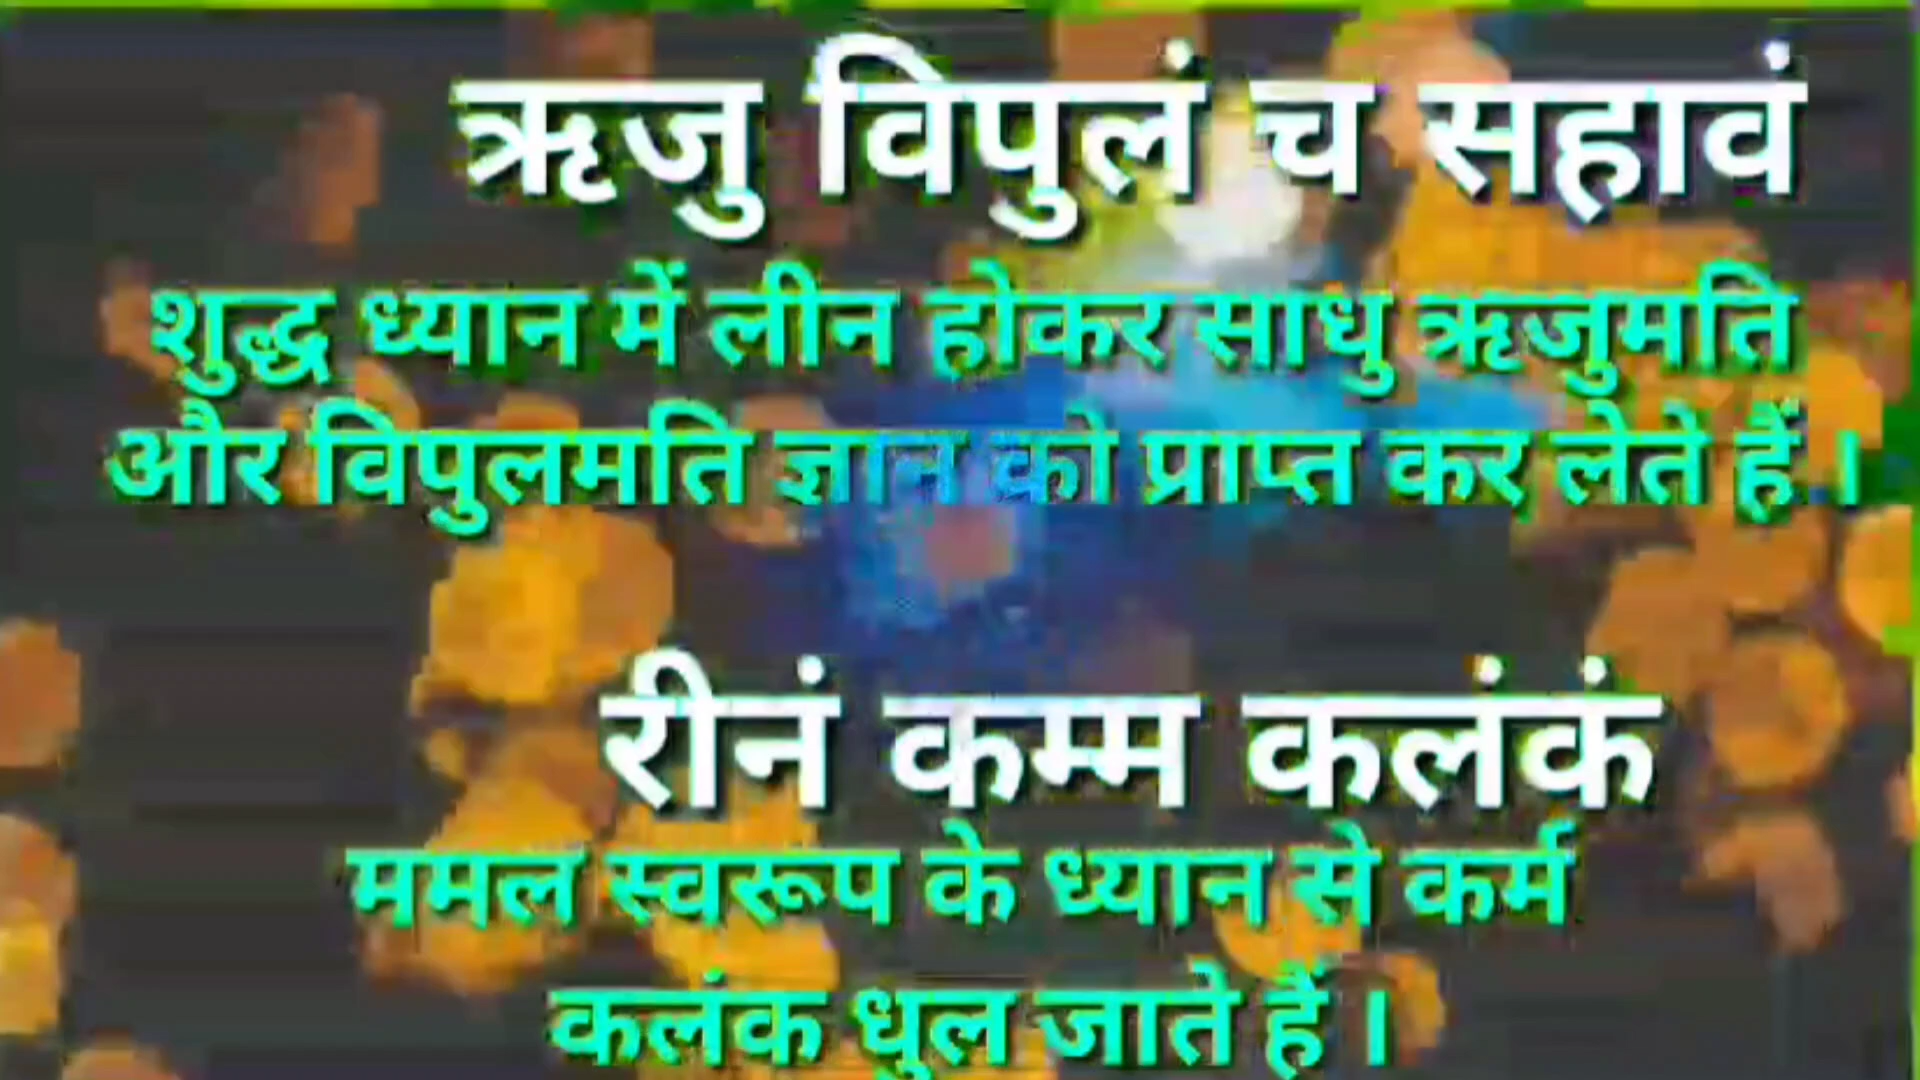 ऋजु विपुलं च सहावं
शुद्ध ध्यान में लीन होकर साधु ऋजुमति
और विपुलमति ज्ञान को प्राप्त कर लेते हैं ।
रीनं कम्म कलंकं
ममल स्वरूप के ध्यान से कर्म
कलंक धुल जाते हैं ।